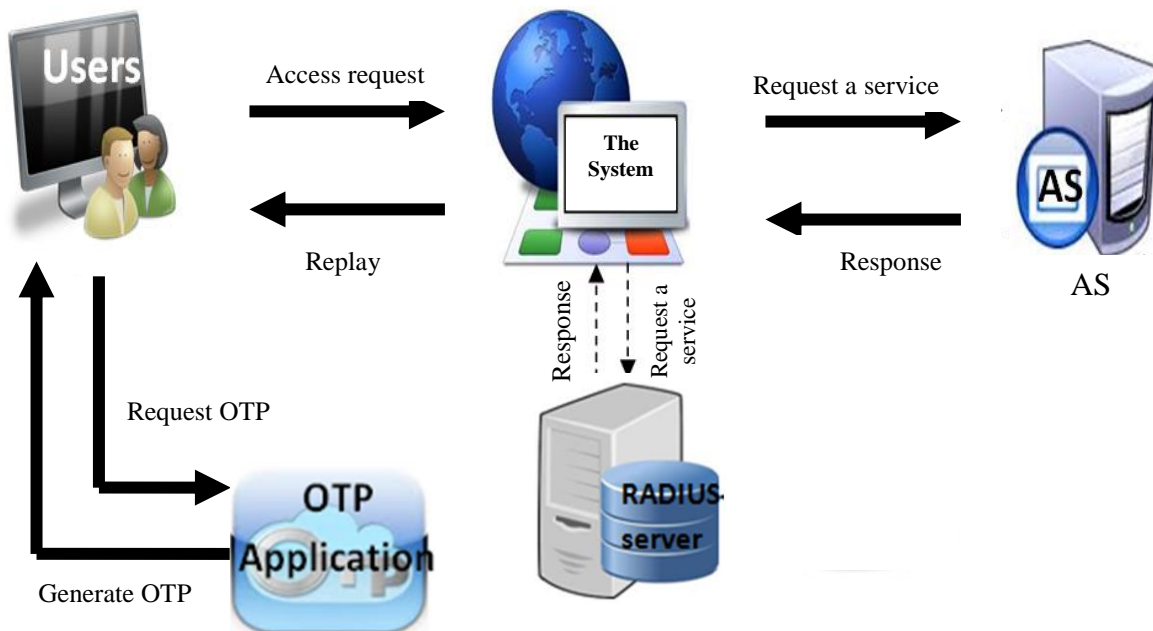 Users
Access request
The
System
Request a service
AS
Replay
Response
AS
Response
Request a
service
Request OTP
OTP
Application
OTP
RADIUS-
server
Generate OTP